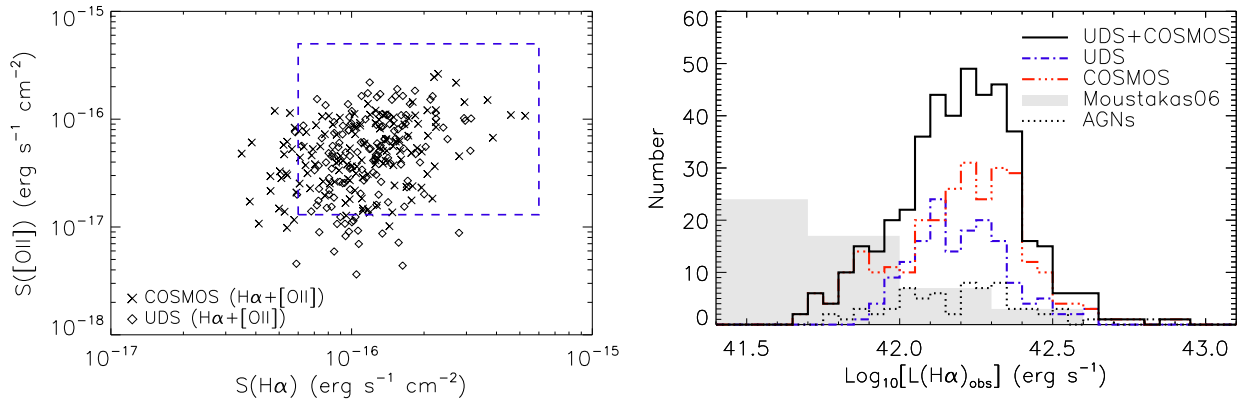 10⁻¹⁵
10⁻¹⁶
10⁻¹⁷
10⁻¹⁸
S([OII]) (erg s⁻¹ cm⁻²)
× COSMOS (Hα+[OII])
◇ UDS (Hα+[OII])
10⁻¹⁷ 10⁻¹⁶ 10⁻¹⁵
S(Hα) (erg s⁻¹ cm⁻²)
60
50
40
30
20
10
0
Number
UDS+COSMOS
UDS
COSMOS
Moustakas06
AGNs
41.5 42.0 42.5 43.0
Log₁₀[L(Hα)obs] (erg s⁻¹)